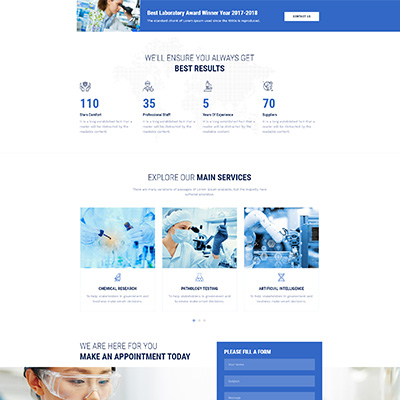 Best Laboratory Award Winner Year 2017-2018
The standard chunk of Lorem Ipsum used since the 1500s is reproduced.
CONTACT US
WE'LL ENSURE YOU ALWAYS GET
BEST RESULTS
110
35
5
70
Stars Comfort
Professional Staff
Years Of Experience
Suppliers
It is a long established fact that a
reader will be distracted by the
readable content
It is a long established fact that a
reader will be distracted by the
readable content
It is a long established fact that a
reader will be distracted by the
readable content
It is a long established fact that a
reader will be distracted by the
readable content
EXPLORE OUR MAIN SERVICES
There are many variations of passages of Lorem Ipsum available, but the majority have
suffered alteration
CHEMICAL RESEARCH
PATHOLOGY TESTING
ARTIFICIAL INTELLIGENCE
To help stakeholders in government and
business make smart decisions.
To help stakeholders in government and
business make smart decisions.
To help stakeholders in government and
business make smart decisions.
WE ARE HERE FOR YOU
MAKE AN APPOINTMENT TODAY
PLEASE FILL A FORM
Your Name
Subject
Message